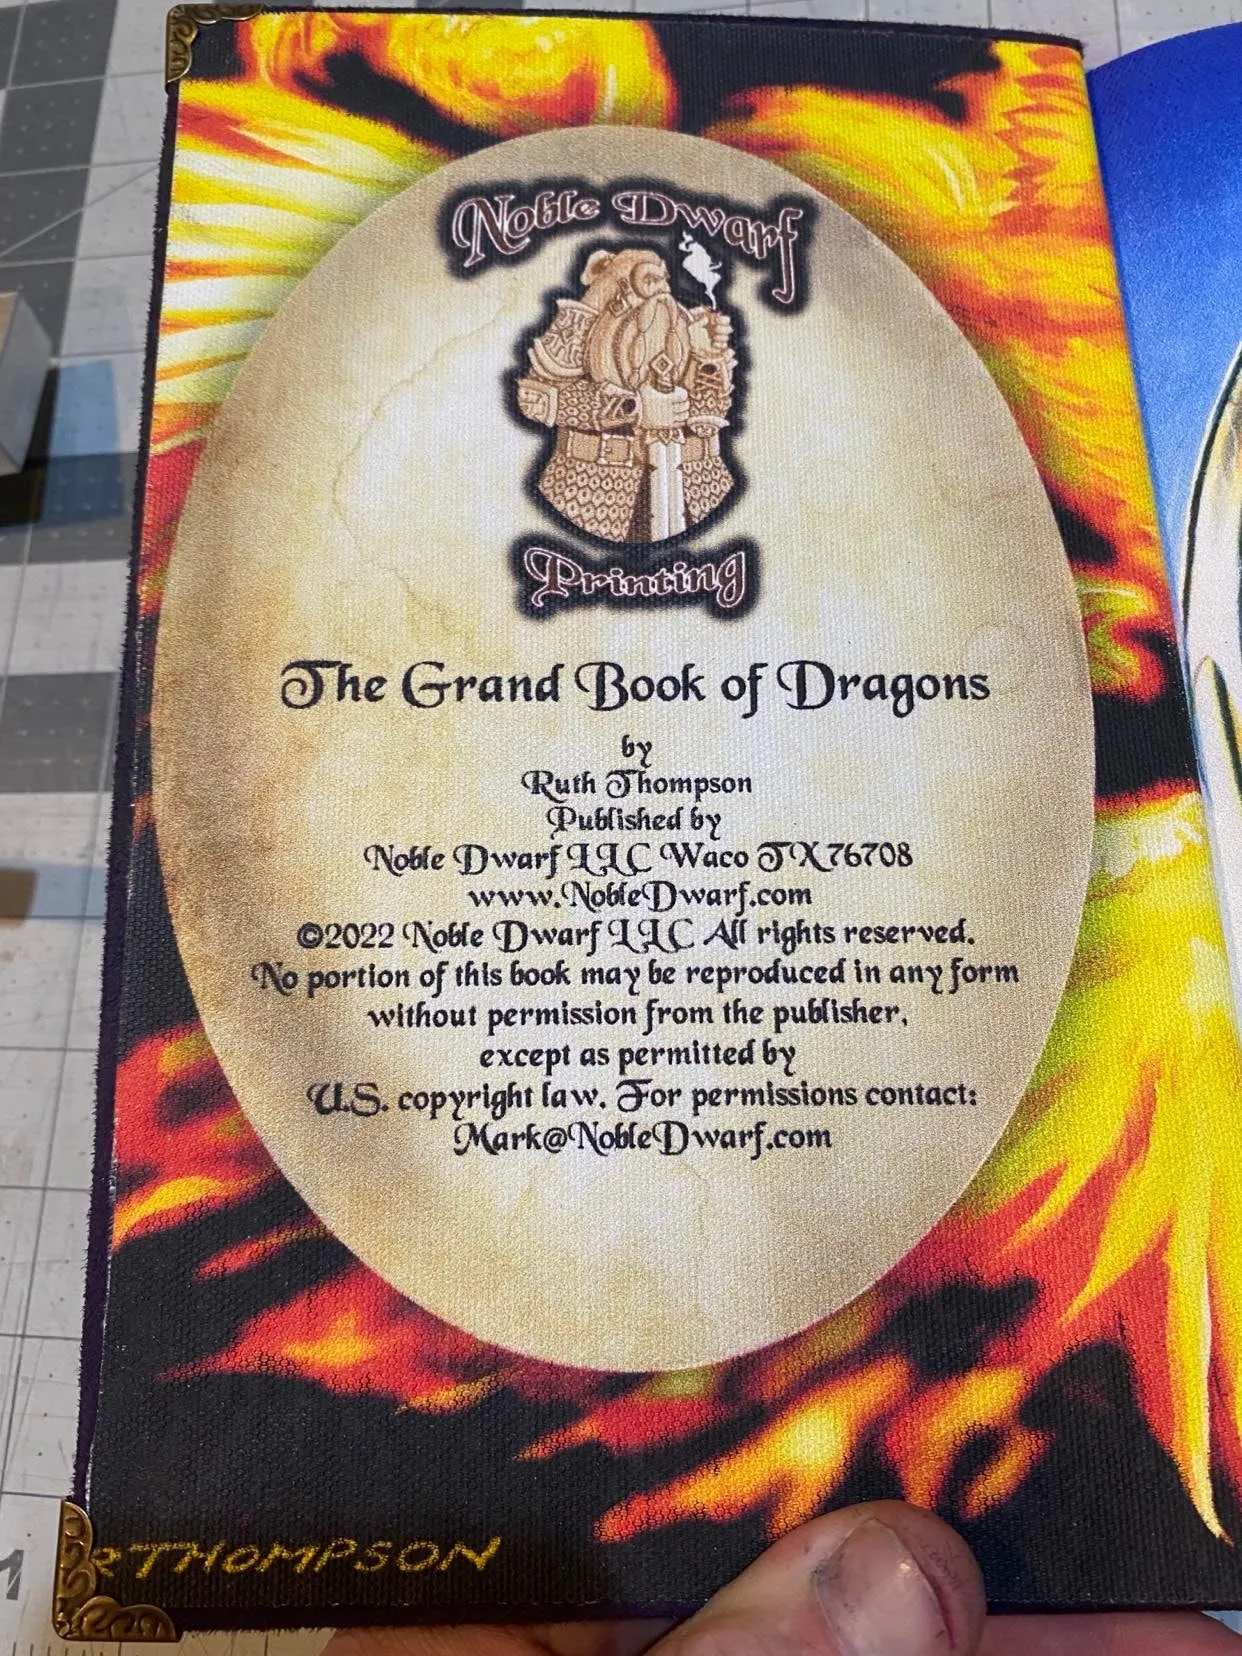 Noble Dwarf
Printing
The Grand Book of Dragons
by
Ruth Thompson
Published by
Noble Dwarf LLC Waco TX 76708
www.NobleDwarf.com
©2022 Noble Dwarf LLC All rights reserved.
No portion of this book may be reproduced in any form
without permission from the publisher,
except as permitted by
U.S. copyright law. For permissions contact:
Mark@NobleDwarf.com
RTHOMPSON